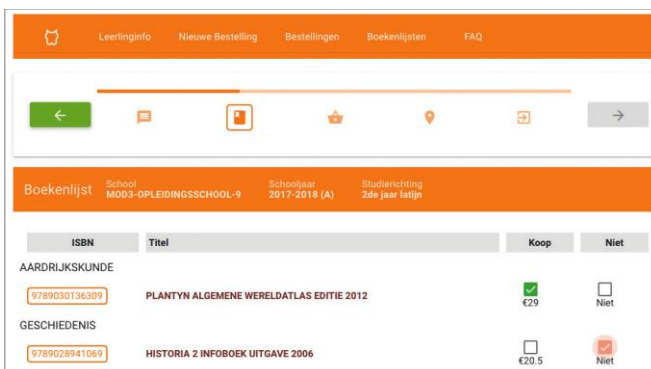 Leerlinginfo Nieuwe Bestelling Bestellingen Boekenlijsten FAQ
Boekenlijst School Schooljaar Studierichting
MOD3-OPLEIDINGSSCHOOL-9 2017-2018 (A) 2de jaar latijn
ISBN Titel Koop Niet
AARDRIJKSKUNDE
9789030136309 PLANTYN ALGEMENE WERELDATLAS EDITIE 2012 €29 Niet
GESCHIEDENIS
9789028941069 HISTORIA 2 INFOBOEK UITGAVE 2006 €20.5 Niet